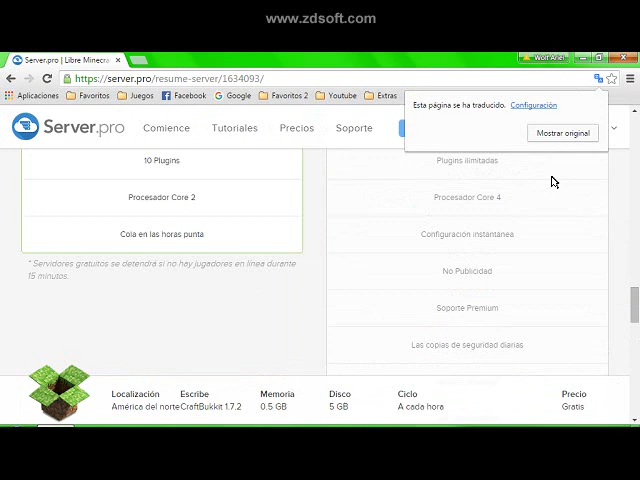 www.zdsoft.com
Server.pro | Libre Minecra
Wolf Ariel
https://server.pro/resume-server/1634093/
Aplicaciones Favoritos Juegos Facebook Google Favoritos 2 Youtube Extras
Esta página se ha traducido. Configuración
Mostrar original
Server.pro Comience Tutoriales Precios Soporte
10 Plugins
Procesador Core 2
Cola en las horas punta
* Servidores gratuitos se detendrá si no hay jugadores en línea durante
15 minutos.
Plugins ilimitadas
Procesador Core 4
Configuración instantánea
No Publicidad
Soporte Premium
Las copias de seguridad diarias
Localización Escribe Memoria Disco Ciclo Precio
América del norte CraftBukkit 1.7.2 0.5 GB 5 GB A cada hora Gratis